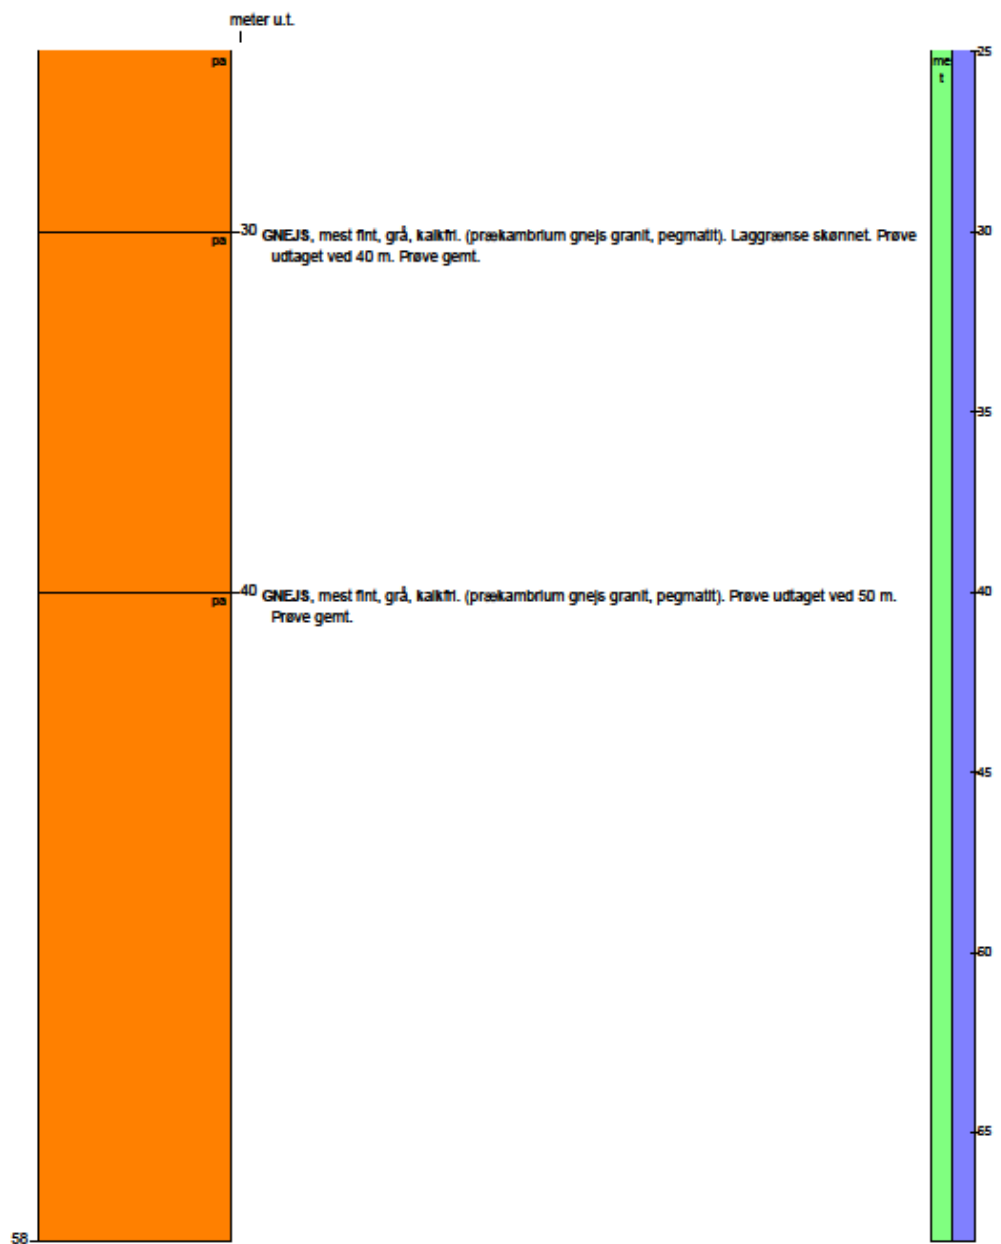 meter u.t.
pa
me
t
25
30 GNEJS, mest fint, grå, kalkfri. (prækambrium gnejs granit, pegmatit). Laggrænse skønnet. Prøve
udtaget ved 40 m. Prøve gemt.
pa
30
35
40 GNEJS, mest fint, grå, kalkfri. (prækambrium gnejs granit, pegmatit). Prøve udtaget ved 50 m.
Prøve gemt.
pa
40
45
50
55
58